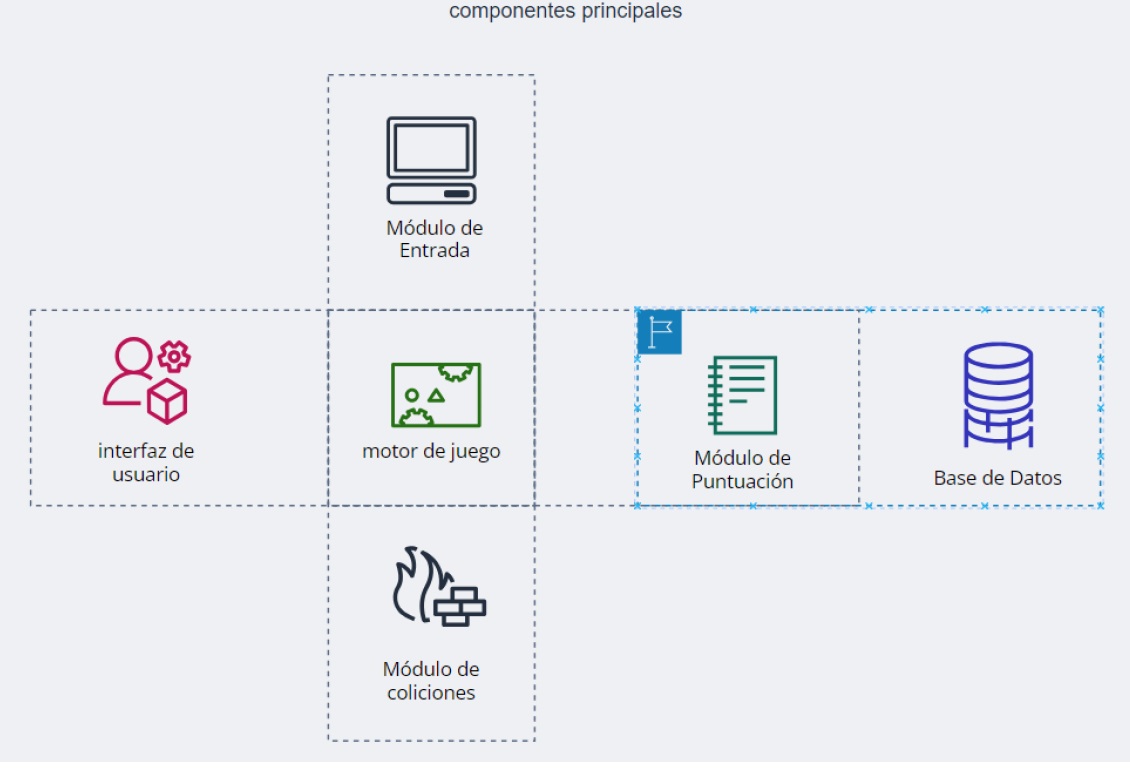 componentes principales
Módulo de
Entrada
interfaz de
usuario
motor de juego
Módulo de
Puntuación
Base de Datos
Módulo de
coliciones